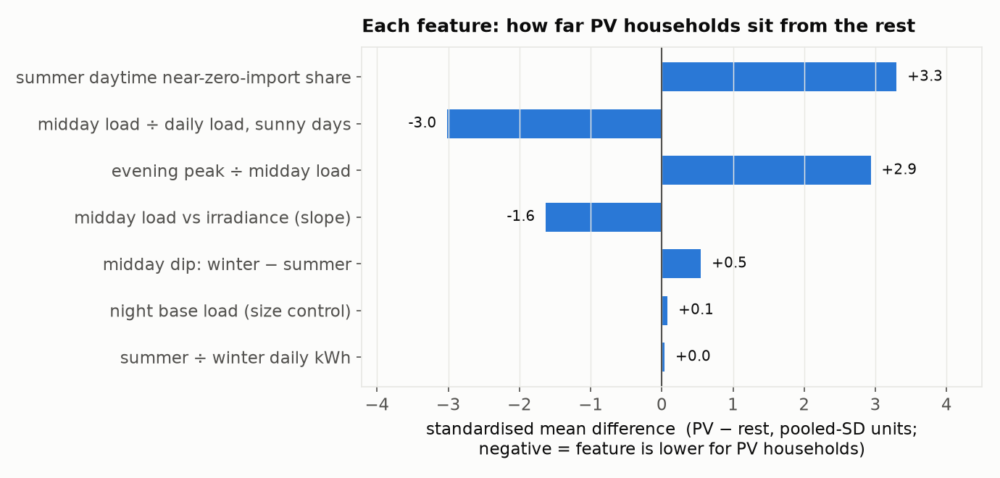 Each feature: how far PV households sit from the rest
summer daytime near-zero-import share
+3.3
midday load ÷ daily load, sunny days
-3.0
evening peak ÷ midday load
+2.9
midday load vs irradiance (slope)
-1.6
midday dip: winter − summer
+0.5
night base load (size control)
+0.1
summer ÷ winter daily kWh
+0.0
−4 −3 −2 −1 0 1 2 3 4
standardised mean difference  (PV − rest, pooled-SD units;
negative = feature is lower for PV households)